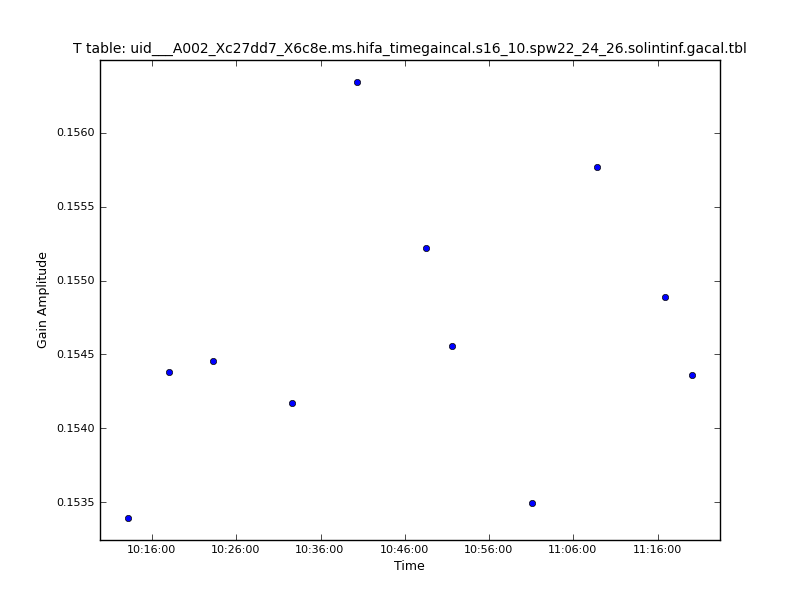 T table: uid___A002_Xc27dd7_X6c8e.ms.hifa_timegaincal.s16_10.spw22_24_26.solintinf.gacal.tbl
0.1560
0.1555
0.1550
0.1545
0.1540
0.1535
Gain Amplitude
10:16:00 10:26:00 10:36:00 10:46:00 10:56:00 11:06:00 11:16:00
Time